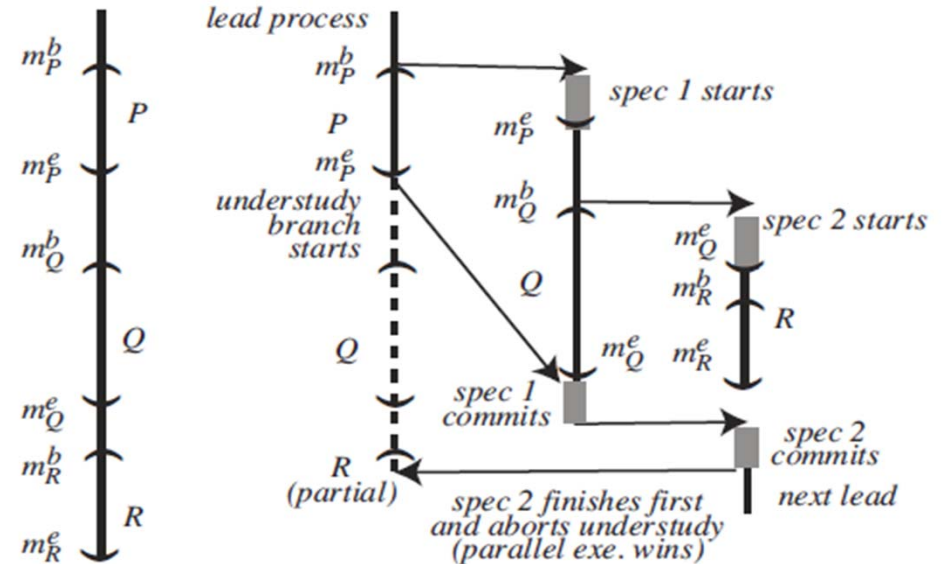 m_P^b
P
m_P^e
m_Q^b
Q
m_Q^e
m_R^b
R
m_R^e
lead process
m_P^b
P
m_P^e
understudy
branch
starts
Q
R
(partial)
spec 1 starts
m_P^e
m_Q^b
Q
m_Q^e
spec 1
commits
spec 2 starts
m_Q^e
m_R^b
R
m_R^e
spec 2
commits
next lead
spec 2 finishes first
and aborts understudy
(parallel exe. wins)